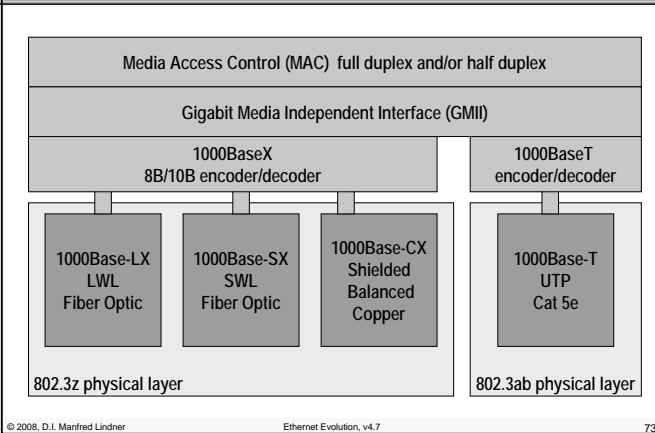 Media Access Control (MAC) full duplex and/or half duplex
Gigabit Media Independent Interface (GMII)
1000BaseX
8B/10B encoder/decoder
1000BaseT
encoder/decoder
1000Base-LX
LWL
Fiber Optic
1000Base-SX
SWL
Fiber Optic
1000Base-CX
Shielded
Balanced
Copper
1000Base-T
UTP
Cat 5e
802.3z physical layer
802.3ab physical layer
© 2008, D.I. Manfred Lindner
Ethernet Evolution, v4.7
73